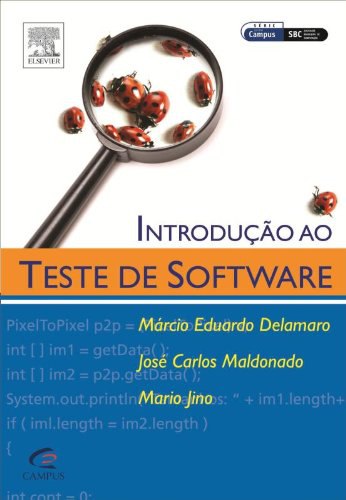 ELSEVIER
SÉRIE
Campus
SBC
INTRODUÇÃO AO
TESTE DE SOFTWARE
Márcio Eduardo Delamaro
José Carlos Maldonado
Mario Jino
PixelToPixel p2p =
int [ ] im1 = getData( );
int [ ] im2 = p2p.getData( );
System.out.println(
" + im1.length+
if ( iml.length = im2.length )
{
int cont = 0;
CAMPUS